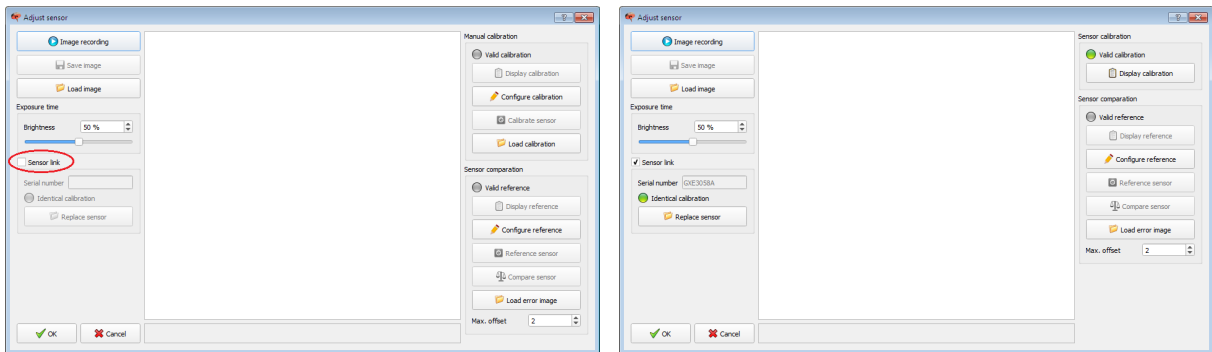 Adjust sensor
Image recording
Save image
Load image
Exposure time
Brightness
50 %
Sensor link
Serial number
Identical calibration
Replace sensor
OK
Cancel
Manual calibration
Valid calibration
Display calibration
Configure calibration
Calibrate sensor
Load calibration
Sensor comparation
Valid reference
Display reference
Configure reference
Reference sensor
Compare sensor
Load error image
Max. offset
2
Adjust sensor
Image recording
Save image
Load image
Exposure time
Brightness
50 %
Sensor link
Serial number
GXE3058A
Identical calibration
Replace sensor
OK
Cancel
Sensor calibration
Valid calibration
Display calibration
Sensor comparation
Valid reference
Display reference
Configure reference
Reference sensor
Compare sensor
Load error image
Max. offset
2